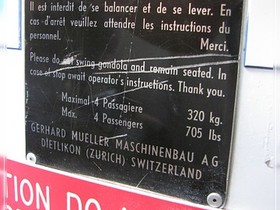 Il est interdit de se balancer et de se lever. En
cas d'arrêt veuillez attendre les instructions du
personnel.
Merci.
Please do not swing gondola and remain seated. In
case of stop await operator's instructions. Thank you.
Maximal 4 Passagiere 320 kg.
Max. 4 Passengers 705 lbs
GERHARD MUELLER MASCHINENBAU AG
DIETLIKON (ZURICH) SWITZERLAND
TION DO